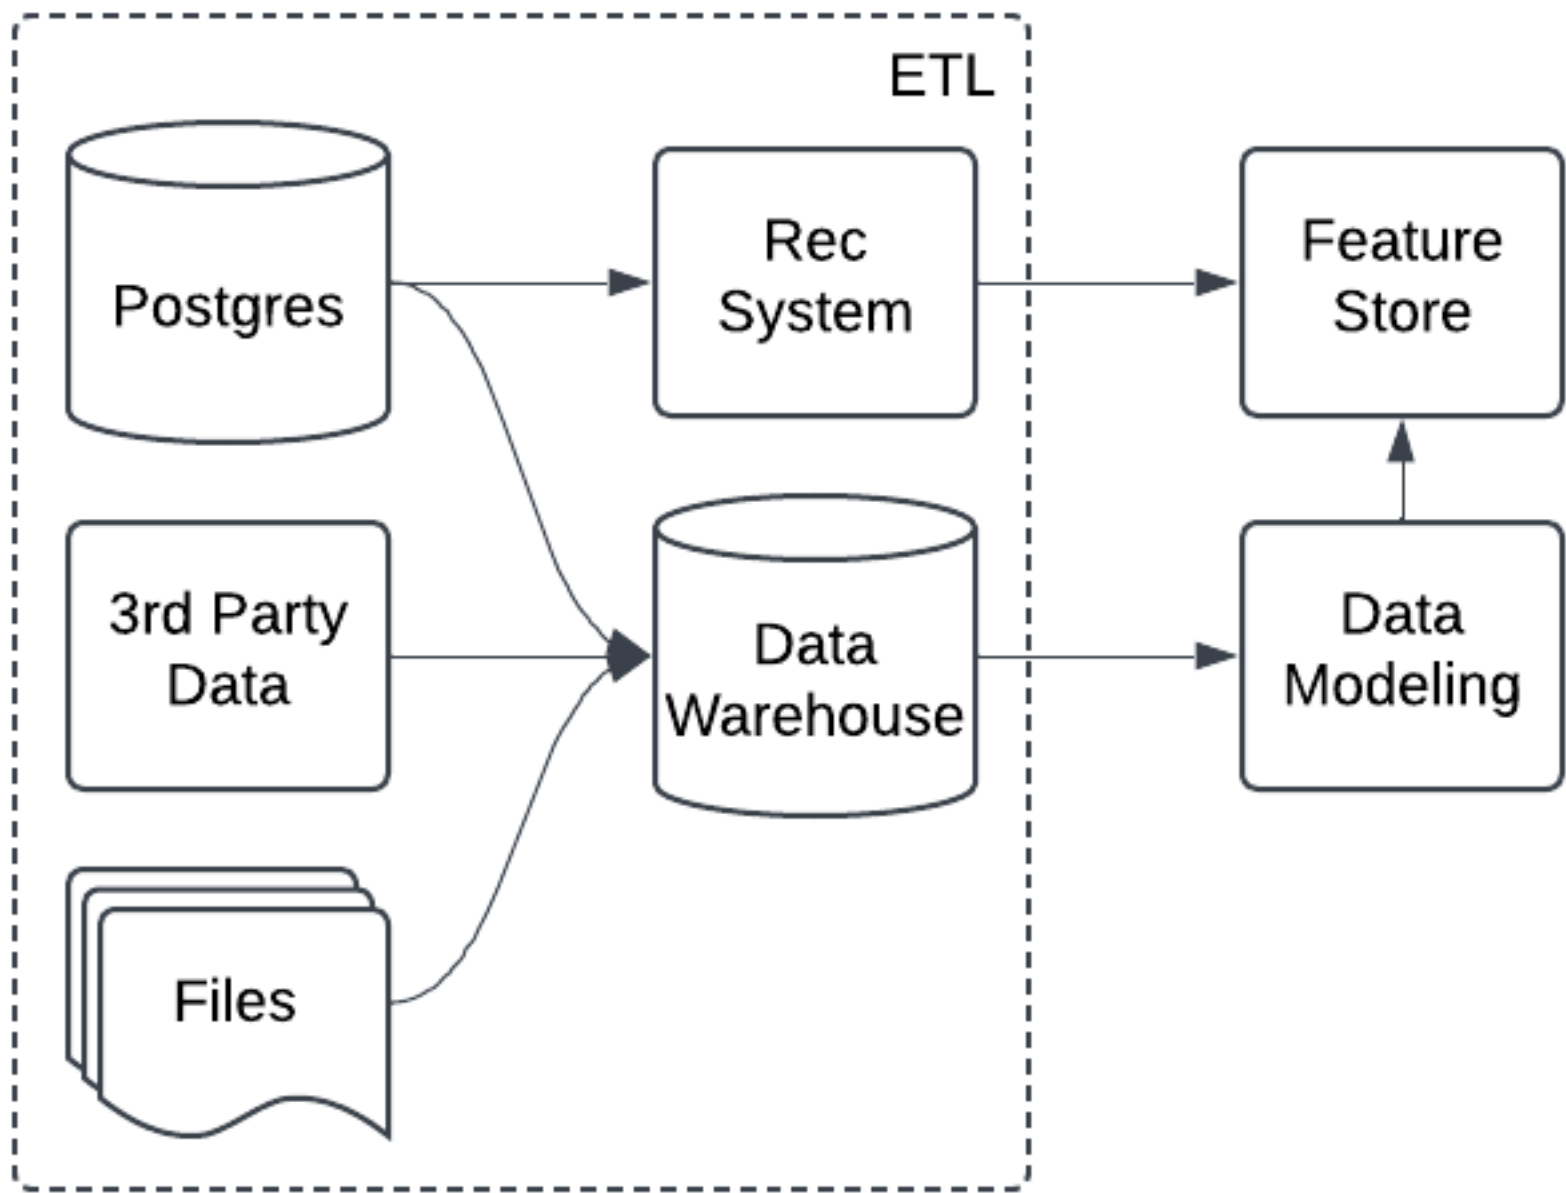 ETL
Postgres
Rec
System
Feature
Store
3rd Party
Data
Data
Warehouse
Data
Modeling
Files